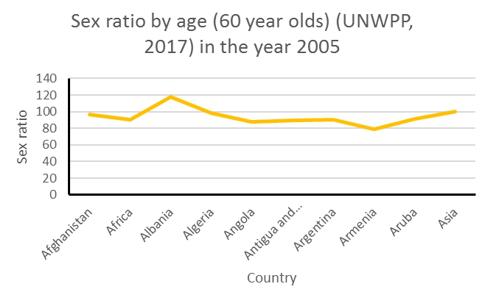 Sex ratio by age (60 year olds) (UNWPP,
2017) in the year 2005
140
120
100
80
60
40
20
0
Sex ratio
Afghanistan
Africa
Albania
Algeria
Angola
Antigua and...
Argentina
Armenia
Aruba
Asia
Country